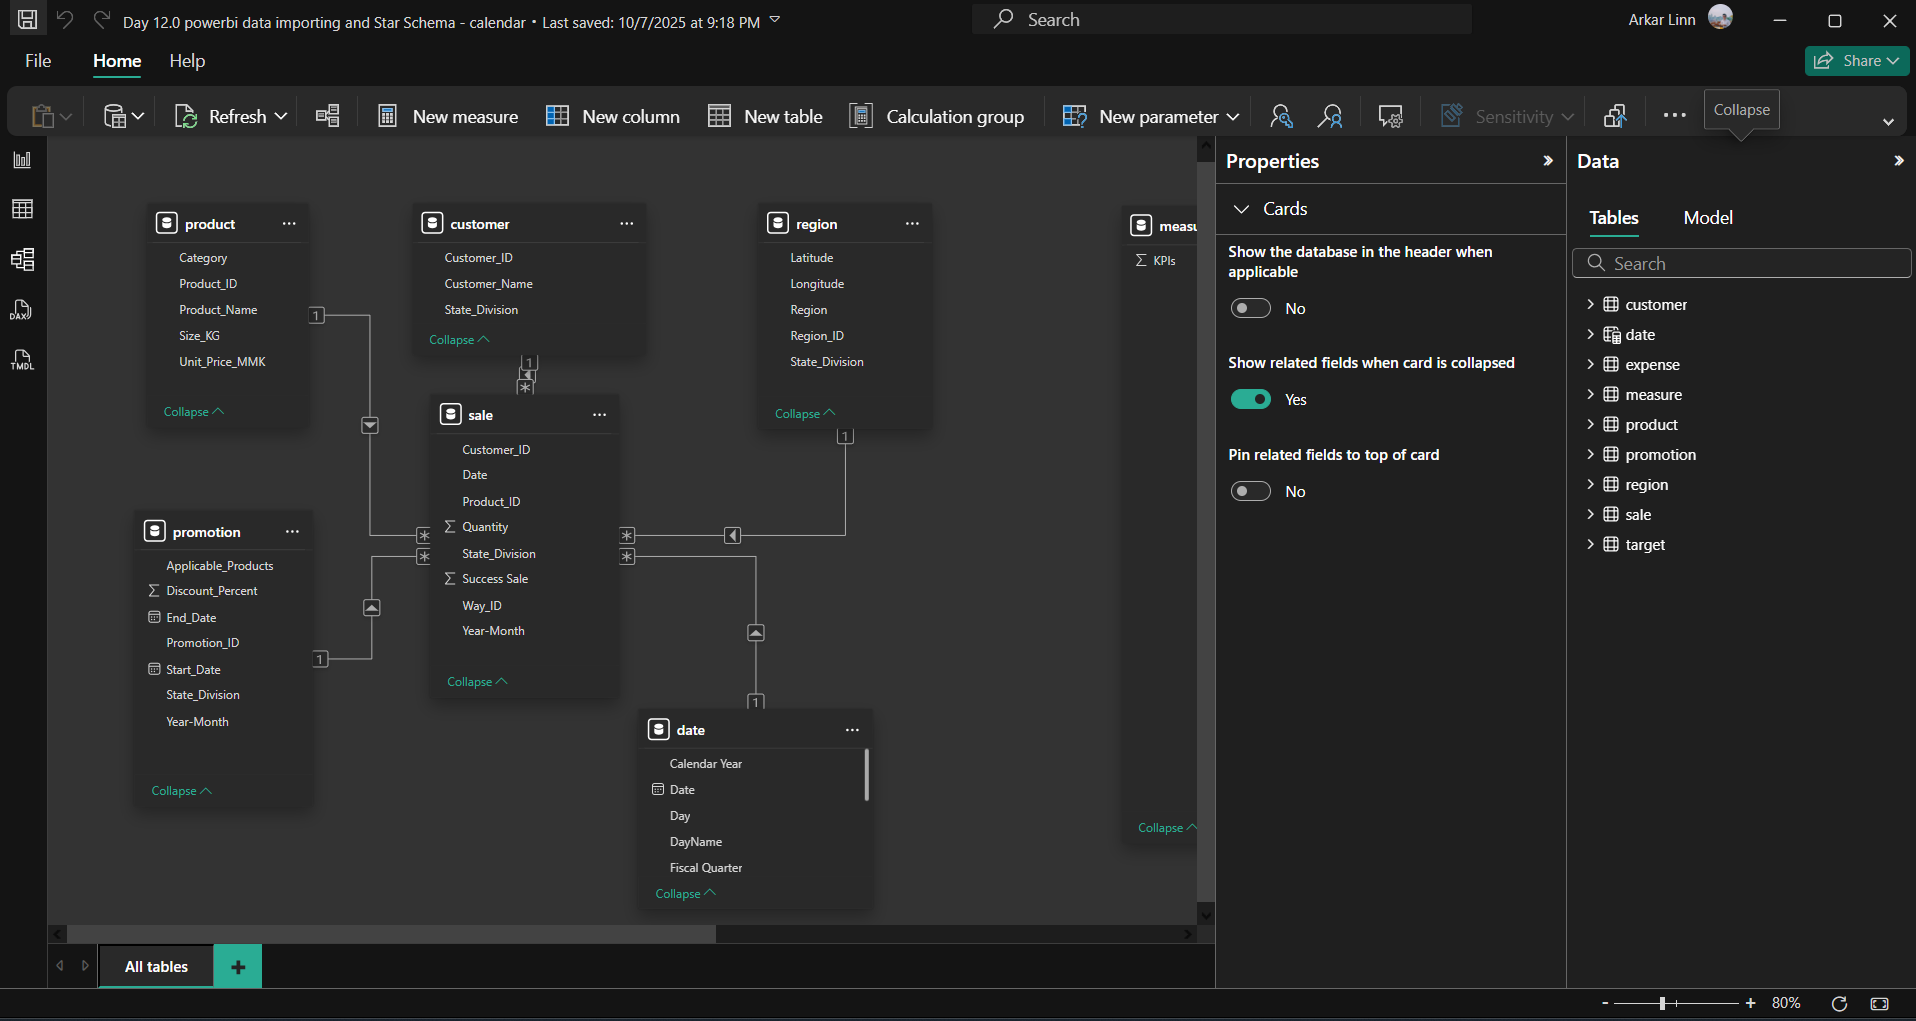 Day 12.0 powerbi data importing and Star Schema - calendar • Last saved: 10/7/2025 at 9:18 PM
Search
Arkar Linn
File
Home
Help
Share
Refresh
New measure
New column
New table
Calculation group
New parameter
Sensitivity
Collapse
DAX
TMDL
product
Category
Product_ID
Product_Name
Size_KG
Unit_Price_MMK
Collapse
customer
Customer_ID
Customer_Name
State_Division
Collapse
region
Latitude
Longitude
Region
Region_ID
State_Division
Collapse
measu
KPIs
Collapse
1
1
*
1
sale
Customer_ID
Date
Product_ID
Quantity
State_Division
Success Sale
Way_ID
Year-Month
Collapse
*
*
*
*
promotion
Applicable_Products
Discount_Percent
End_Date
Promotion_ID
Start_Date
State_Division
Year-Month
Collapse
1
1
date
Calendar Year
Date
Day
DayName
Fiscal Quarter
Collapse
All tables
Properties
Cards
Show the database in the header when
applicable
No
Show related fields when card is collapsed
Yes
Pin related fields to top of card
No
Data
Tables
Model
Search
customer
date
expense
measure
product
promotion
region
sale
target
80%